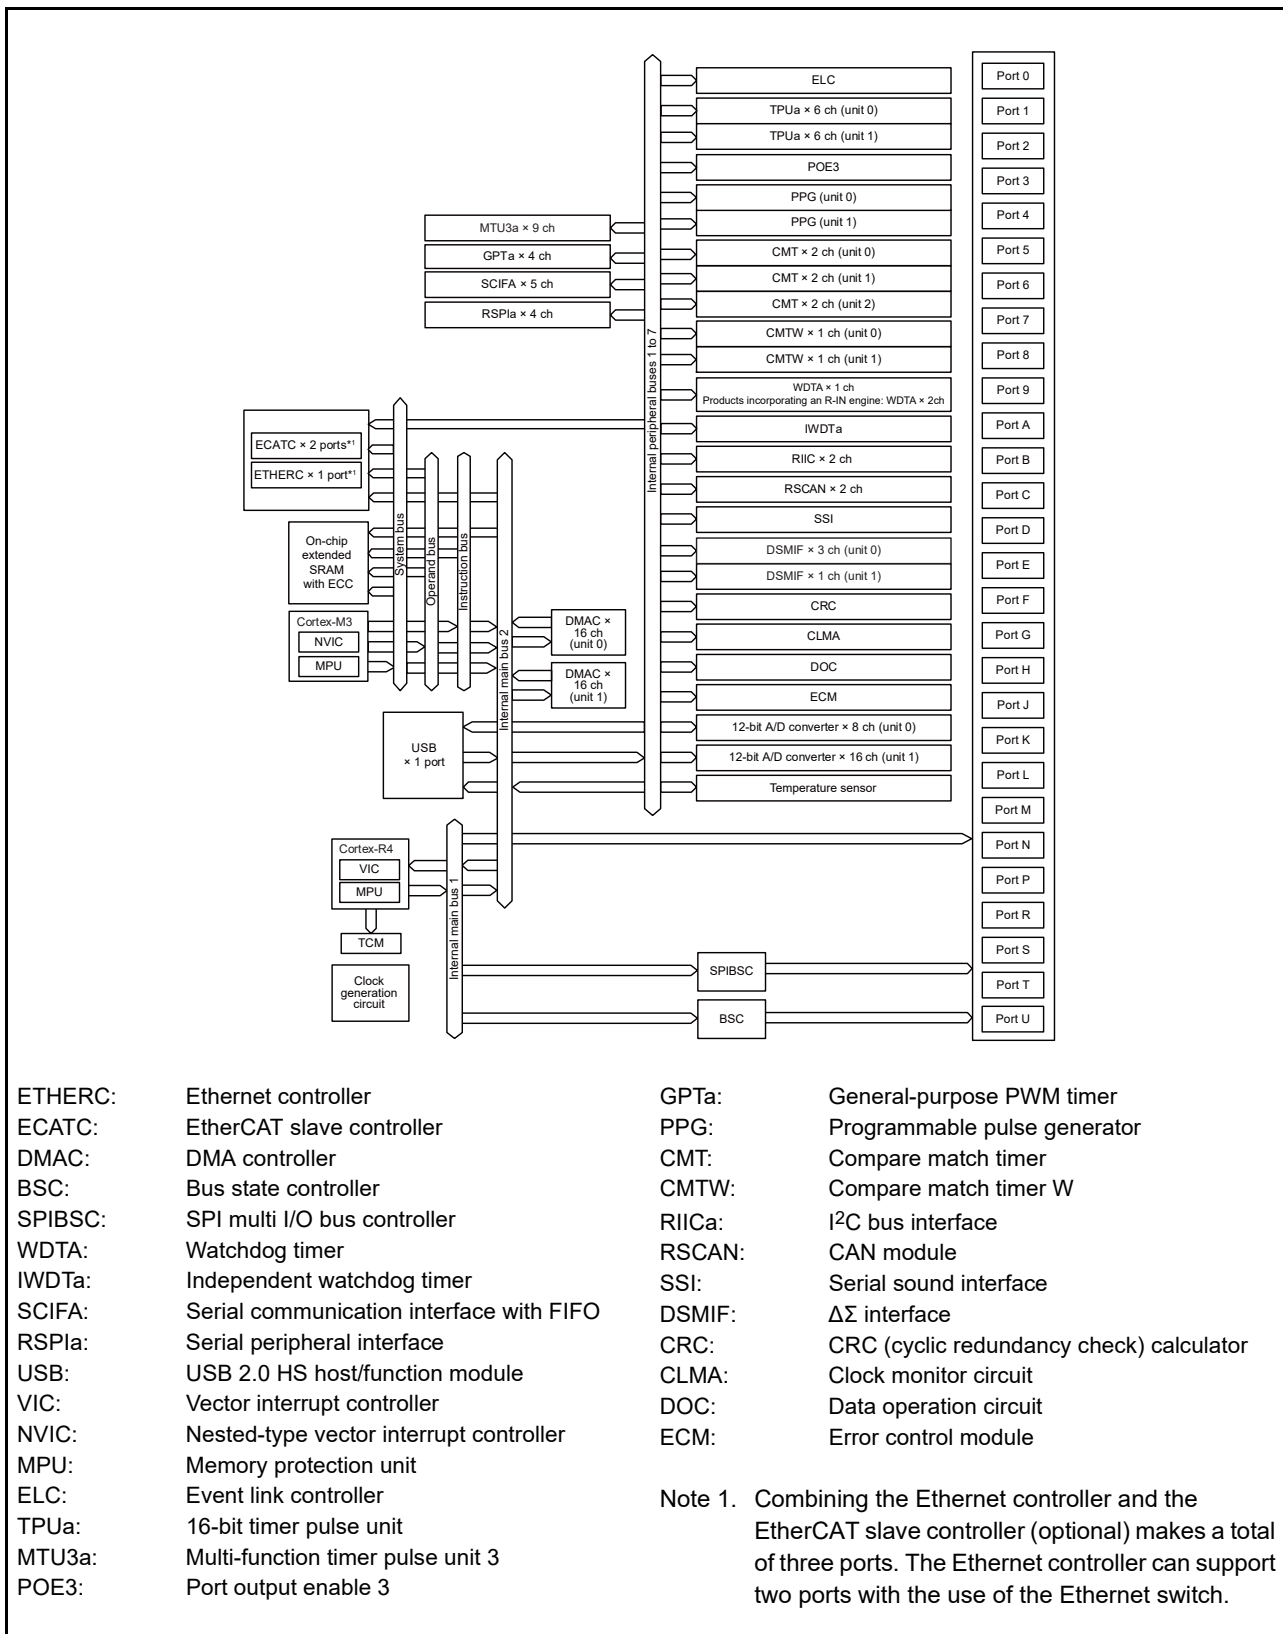 ELC
TPUa × 6 ch (unit 0)
TPUa × 6 ch (unit 1)
POE3
PPG (unit 0)
PPG (unit 1)
CMT × 2 ch (unit 0)
CMT × 2 ch (unit 1)
CMT × 2 ch (unit 2)
CMTW × 1 ch (unit 0)
CMTW × 1 ch (unit 1)
WDTA × 1 ch
Products incorporating an R-IN engine: WDTA × 2ch
IWDTa
RIIC × 2 ch
RSCAN × 2 ch
SSI
DSMIF × 3 ch (unit 0)
DSMIF × 1 ch (unit 1)
CRC
CLMA
DOC
ECM
12-bit A/D converter × 8 ch (unit 0)
12-bit A/D converter × 16 ch (unit 1)
Temperature sensor
MTU3a × 9 ch
GPTa × 4 ch
SCIFA × 5 ch
RSPIa × 4 ch
Internal peripheral buses 1 to 7
ECATC × 2 ports*1
ETHERC × 1 port*1
On-chip
extended
SRAM
with ECC
Cortex-M3
NVIC
MPU
System bus
Operand bus
Instruction bus
Internal main bus 2
DMAC ×
16 ch
(unit 0)
DMAC ×
16 ch
(unit 1)
USB
× 1 port
Cortex-R4
VIC
MPU
TCM
Clock
generation
circuit
Internal main bus 1
SPIBSC
BSC
Port 0
Port 1
Port 2
Port 3
Port 4
Port 5
Port 6
Port 7
Port 8
Port 9
Port A
Port B
Port C
Port D
Port E
Port F
Port G
Port H
Port J
Port K
Port L
Port M
Port N
Port P
Port R
Port S
Port T
Port U
ETHERC: Ethernet controller
ECATC: EtherCAT slave controller
DMAC: DMA controller
BSC: Bus state controller
SPIBSC: SPI multi I/O bus controller
WDTA: Watchdog timer
IWDTa: Independent watchdog timer
SCIFA: Serial communication interface with FIFO
RSPIa: Serial peripheral interface
USB: USB 2.0 HS host/function module
VIC: Vector interrupt controller
NVIC: Nested-type vector interrupt controller
MPU: Memory protection unit
ELC: Event link controller
TPUa: 16-bit timer pulse unit
MTU3a: Multi-function timer pulse unit 3
POE3: Port output enable 3
GPTa: General-purpose PWM timer
PPG: Programmable pulse generator
CMT: Compare match timer
CMTW: Compare match timer W
RIICa: I2C bus interface
RSCAN: CAN module
SSI: Serial sound interface
DSMIF: ΔΣ interface
CRC: CRC (cyclic redundancy check) calculator
CLMA: Clock monitor circuit
DOC: Data operation circuit
ECM: Error control module
Note 1. Combining the Ethernet controller and the
EtherCAT slave controller (optional) makes a total
of three ports. The Ethernet controller can support
two ports with the use of the Ethernet switch.